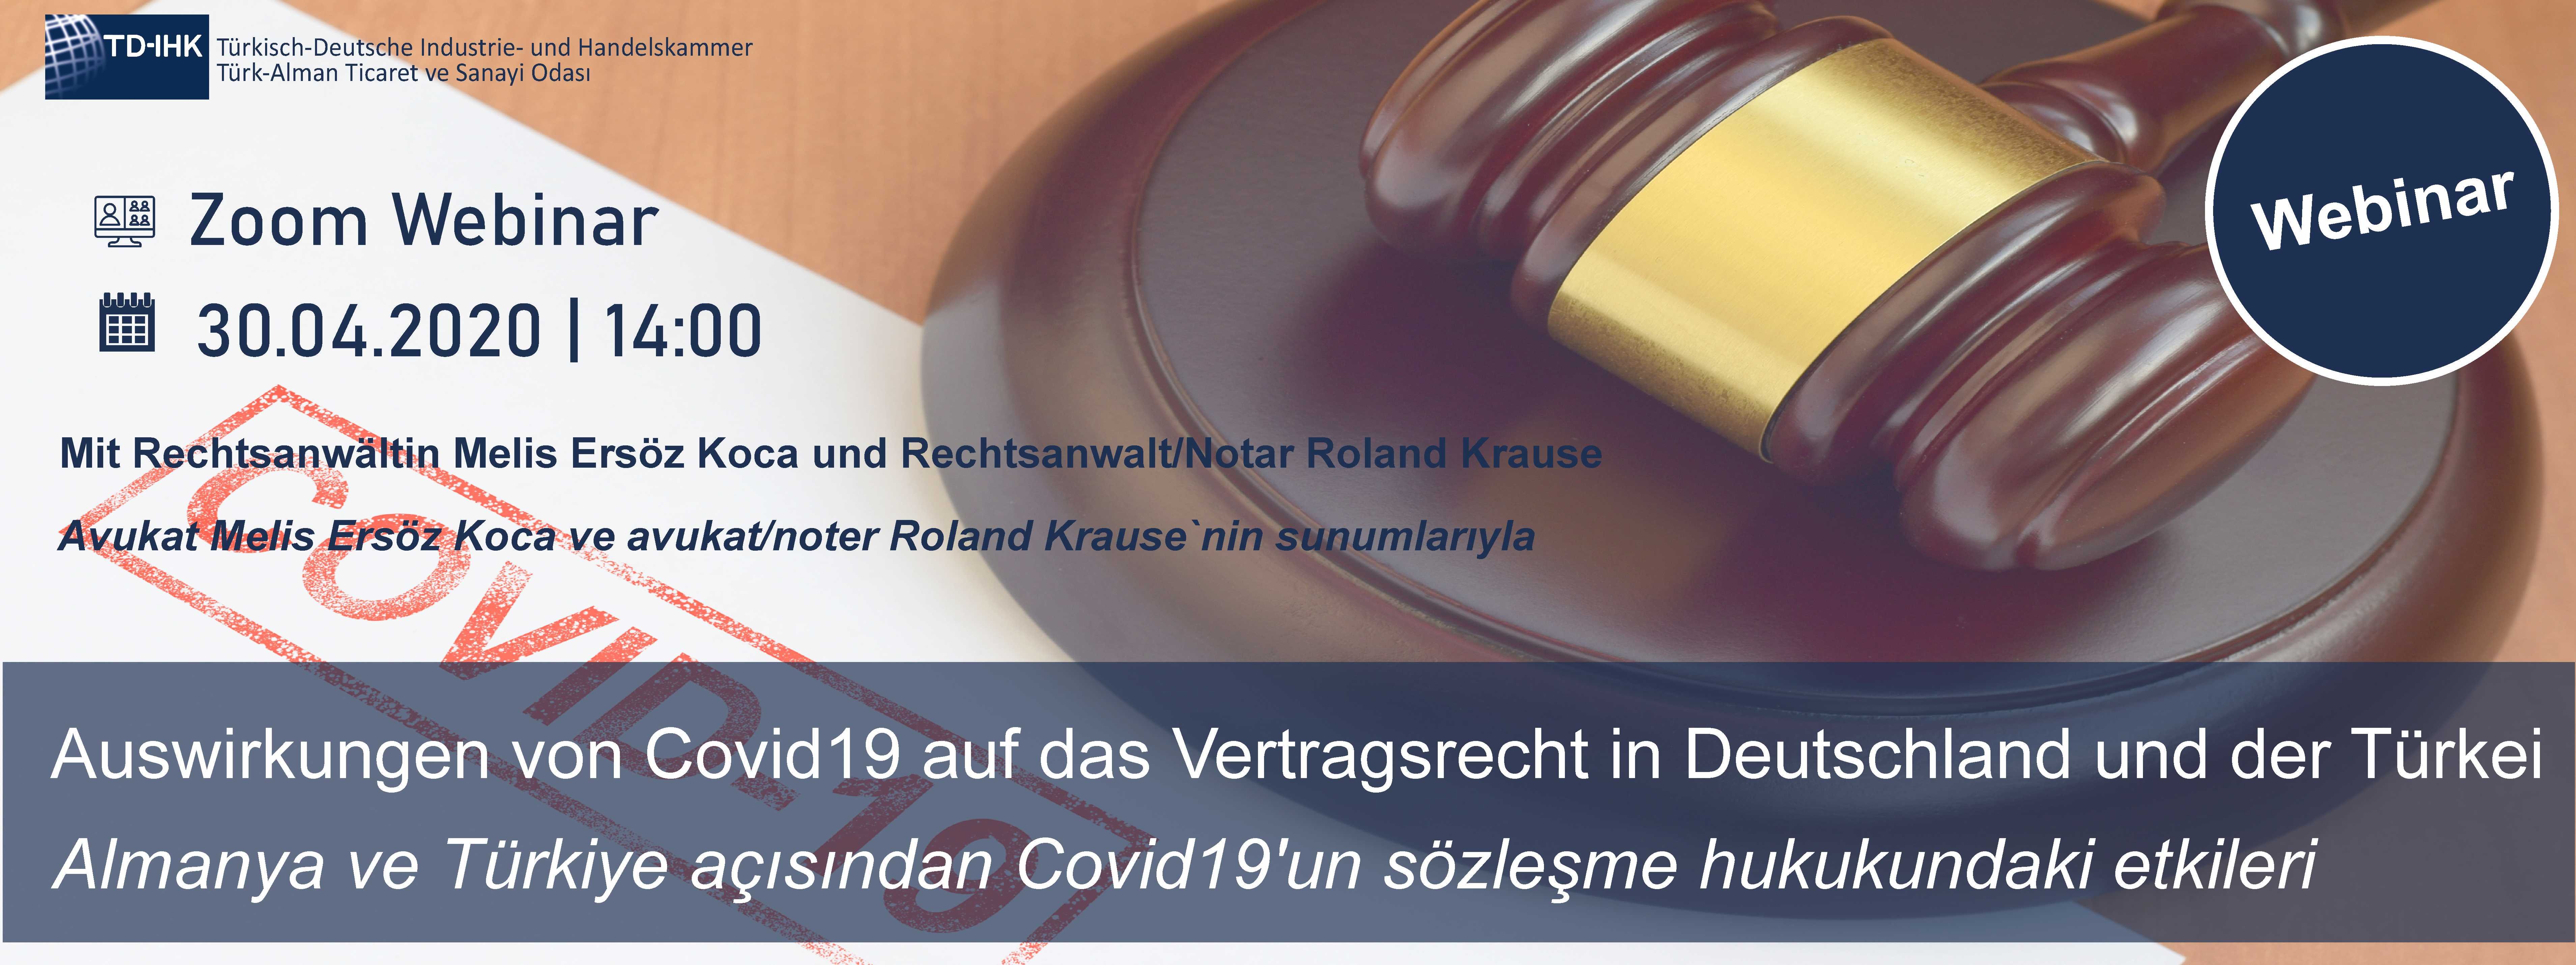 TD-IHK
Türkisch-Deutsche Industrie- und Handelskammer
Türk-Alman Ticaret ve Sanayi Odası
Webinar
Zoom Webinar
30.04.2020 | 14:00
Mit Rechtsanwältin Melis Ersöz Koca und Rechtsanwalt/Notar Roland Krause
Avukat Melis Ersöz Koca ve avukat/noter Roland Krause`nin sunumlarıyla
COVID-19
Auswirkungen von Covid19 auf das Vertragsrecht in Deutschland und der Türkei
Almanya ve Türkiye açısından Covid19'un sözleşme hukukundaki etkileri